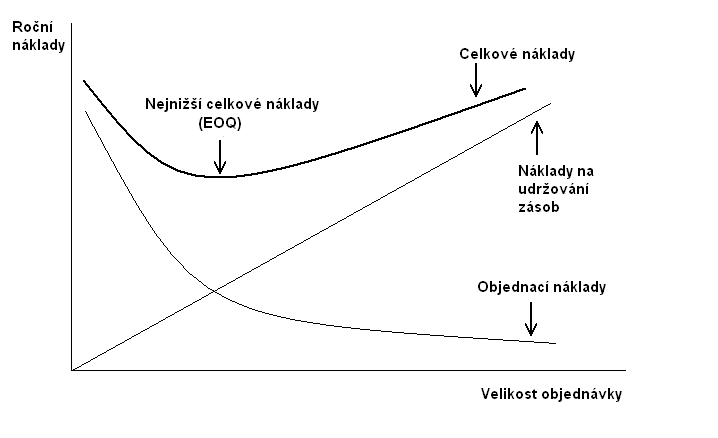 Roční
náklady
Celkové náklady
Nejnižší celkové náklady
(EOQ)
Náklady na
udržování
zásob
Objednací náklady
Velikost objednávky